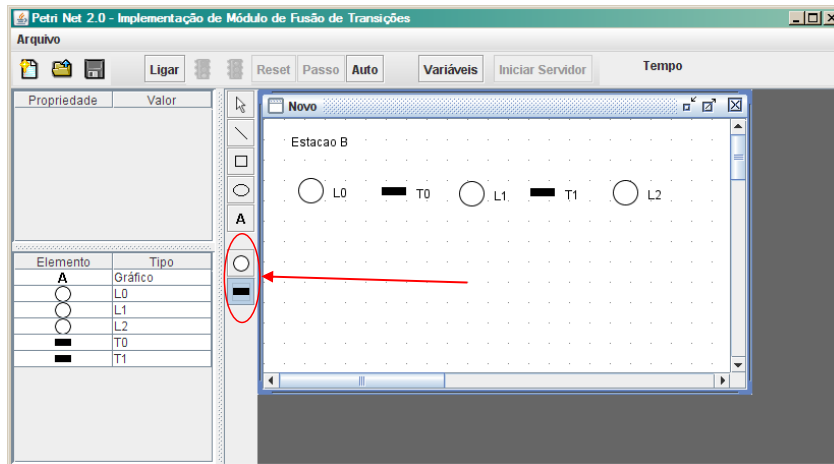 Petri Net 2.0 - Implementação de Módulo de Fusão de Transições
Arquivo
Ligar Reset Passo Auto Variáveis Iniciar Servidor Tempo
Propriedade Valor
Novo
Estacao B
L0 T0 L1 T1 L2
A
Elemento Tipo
A Gráfico
L0
L1
L2
T0
T1